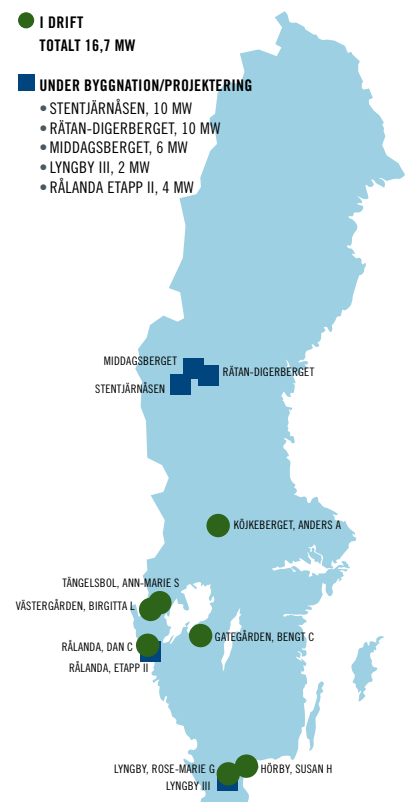 I DRIFT
TOTALT 16,7 MW
UNDER BYGGNATION/PROJEKTERING
• STENTJÄRNÅSEN, 10 MW
• RÄTAN-DIGERBERGET, 10 MW
• MIDDAGSBERGET, 6 MW
• LYNGBY III, 2 MW
• RÅLANDA ETAPP II, 4 MW
MIDDAGSBERGET
RÄTAN-DIGERBERGET
STENTJÄRNÅSEN
KÖJKEBERGET, ANDERS A
TÄNGELSBOL, ANN-MARIE S
VÄSTERGÅRDEN, BIRGITTA L
GATEGÅRDEN, BENGT C
RÅLANDA, DAN C
RÅLANDA, ETAPP II
LYNGBY, ROSE-MARIE G
HÖRBY, SUSAN H
LYNGBY III